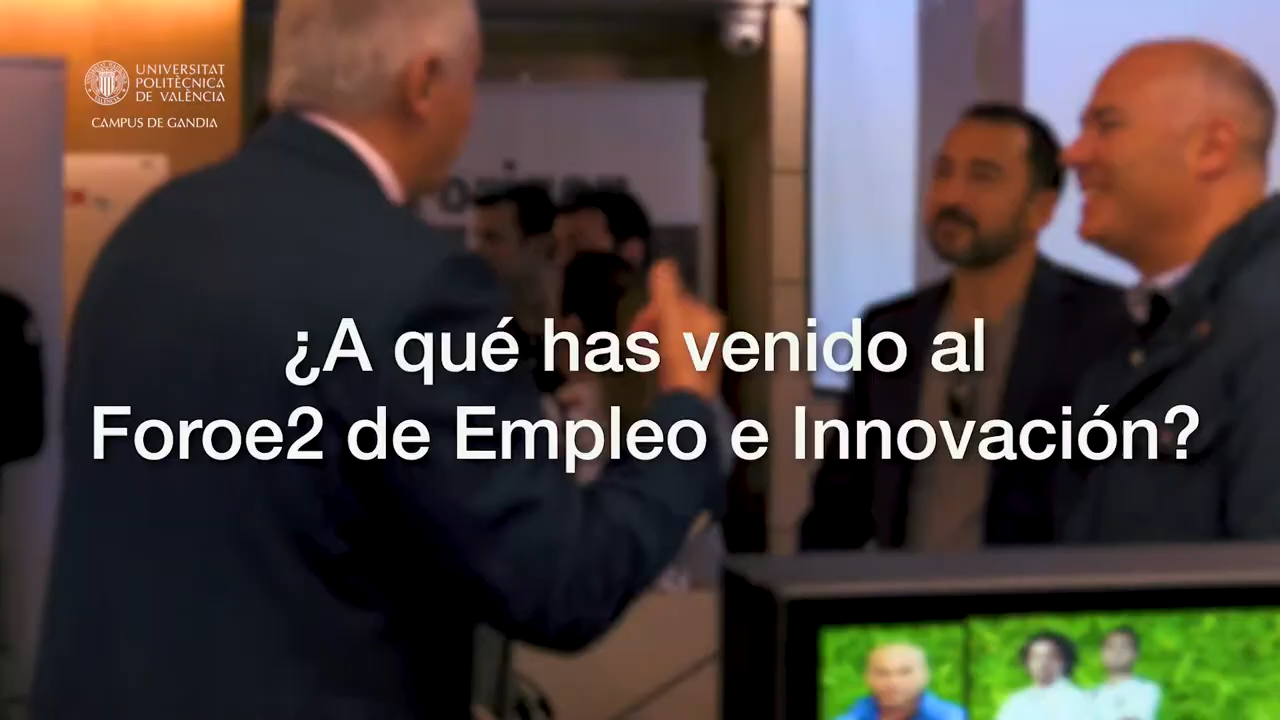 UNIVERSITAT
POLITÈCNICA
DE VALÈNCIA
CAMPUS DE GANDIA
¿A qué has venido al
Foroe2 de Empleo e Innovación?